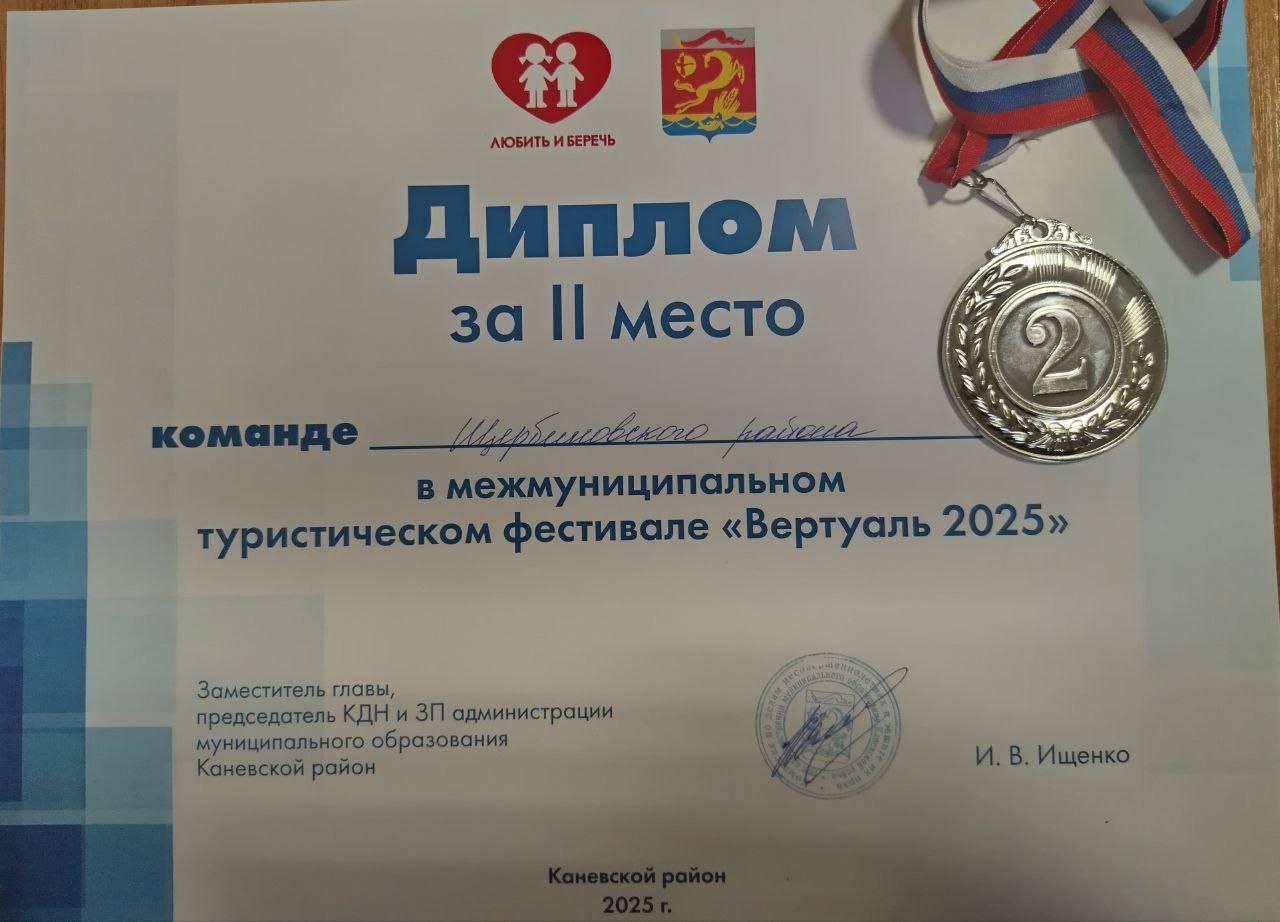 ЛЮБИТЬ И БЕРЕЧЬ
Диплом
за II место
2
команде Щербиновского района
в межмуниципальном
туристическом фестивале «Вертуаль 2025»
Заместитель главы,
председатель КДН и ЗП администрации
муниципального образования
Каневской район
И. В. Ищенко
Каневской район
2025 г.